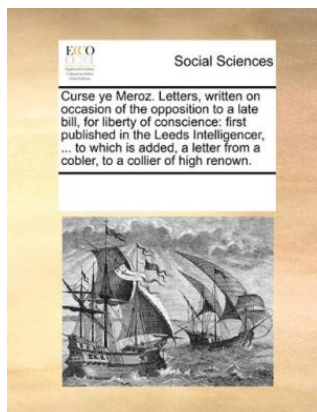 ECCO
Social Sciences
Curse ye Meroz. Letters, written on
occasion of the opposition to a late
bill, for liberty of conscience: first
published in the Leeds Intelligencer,
... to which is added, a letter from a
cobler, to a collier of high renown.